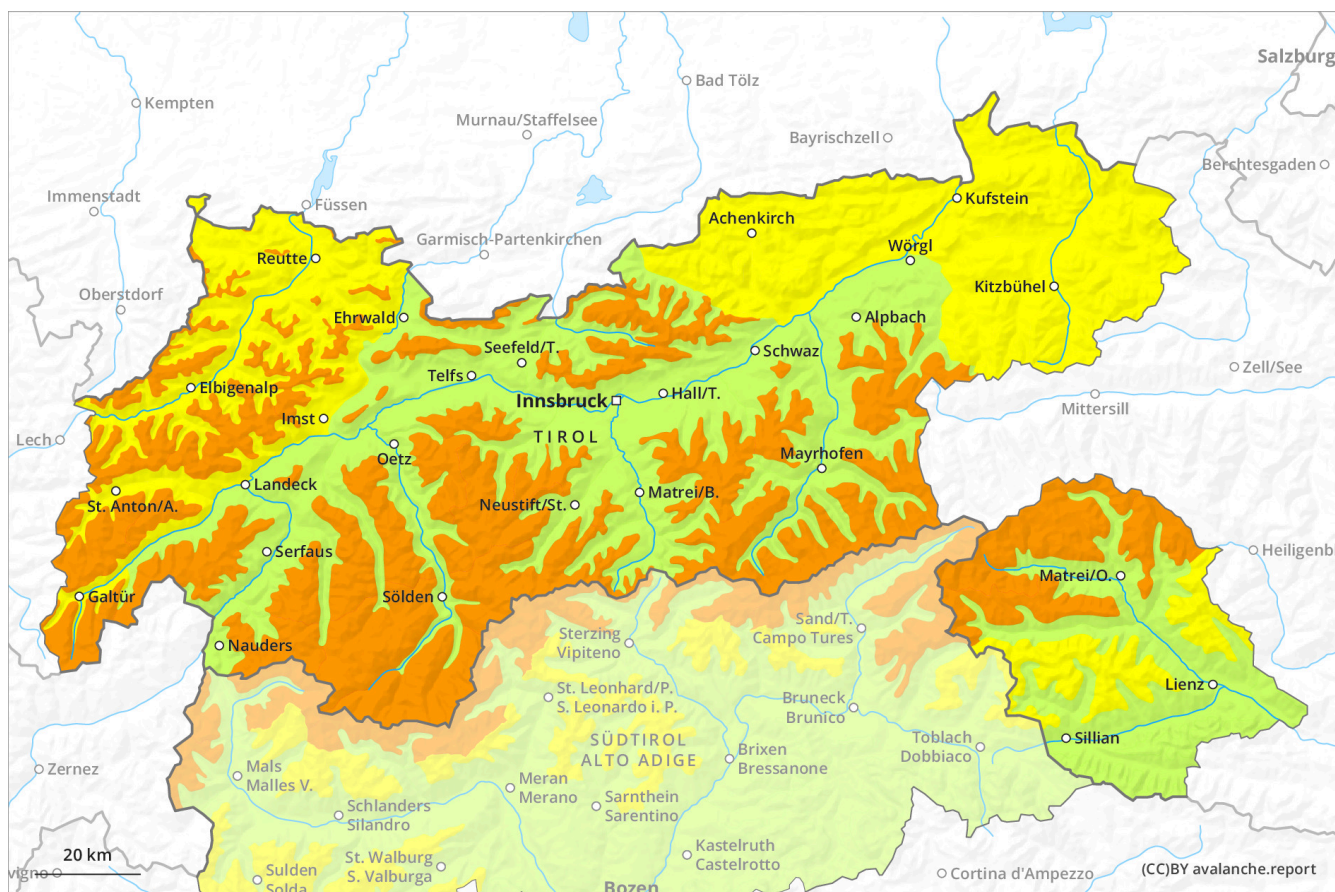 Salzburg
Bad Tölz
Kempten
Murnau/Staffelsee
Bayrischzell
Berchtesgaden
Immenstadt
Füssen
Kufstein
Achenkirch
Garmisch-Partenkirchen
Wörgl
Reutte
Kitzbühel
Oberstdorf
Ehrwald
Alpbach
Seefeld/T.
Schwaz
Zell/See
Telfs
Elbigenalp
Innsbruck
Hall/T.
Mittersill
Imst
Lech
TIROL
Oetz
Mayrhofen
Landeck
Matrei/B.
St. Anton/A.
Neustift/St.
Serfaus
Heiligenb
Matrei/O.
Galtür
Sölden
Sand/T.
Campo Tures
Sterzing
Vipiteno
Nauders
Lienz
St. Leonhard/P.
S. Leonardo i. P.
Bruneck
Brunico
Sillian
SÜDTIROL
ALTO ADIGE
Toblach
Dobbiaco
Brixen
Bressanone
Zernez
Mals
Malles V.
Meran
Merano
Sarnthein
Sarentino
Schlanders
Silandro
Kastelruth
Castelrotto
20 km
vigno
St. Walburg
S. Valburga
Sulden
Solda
Cortina d'Ampezzo
(CC)BY avalanche.report
Bozen